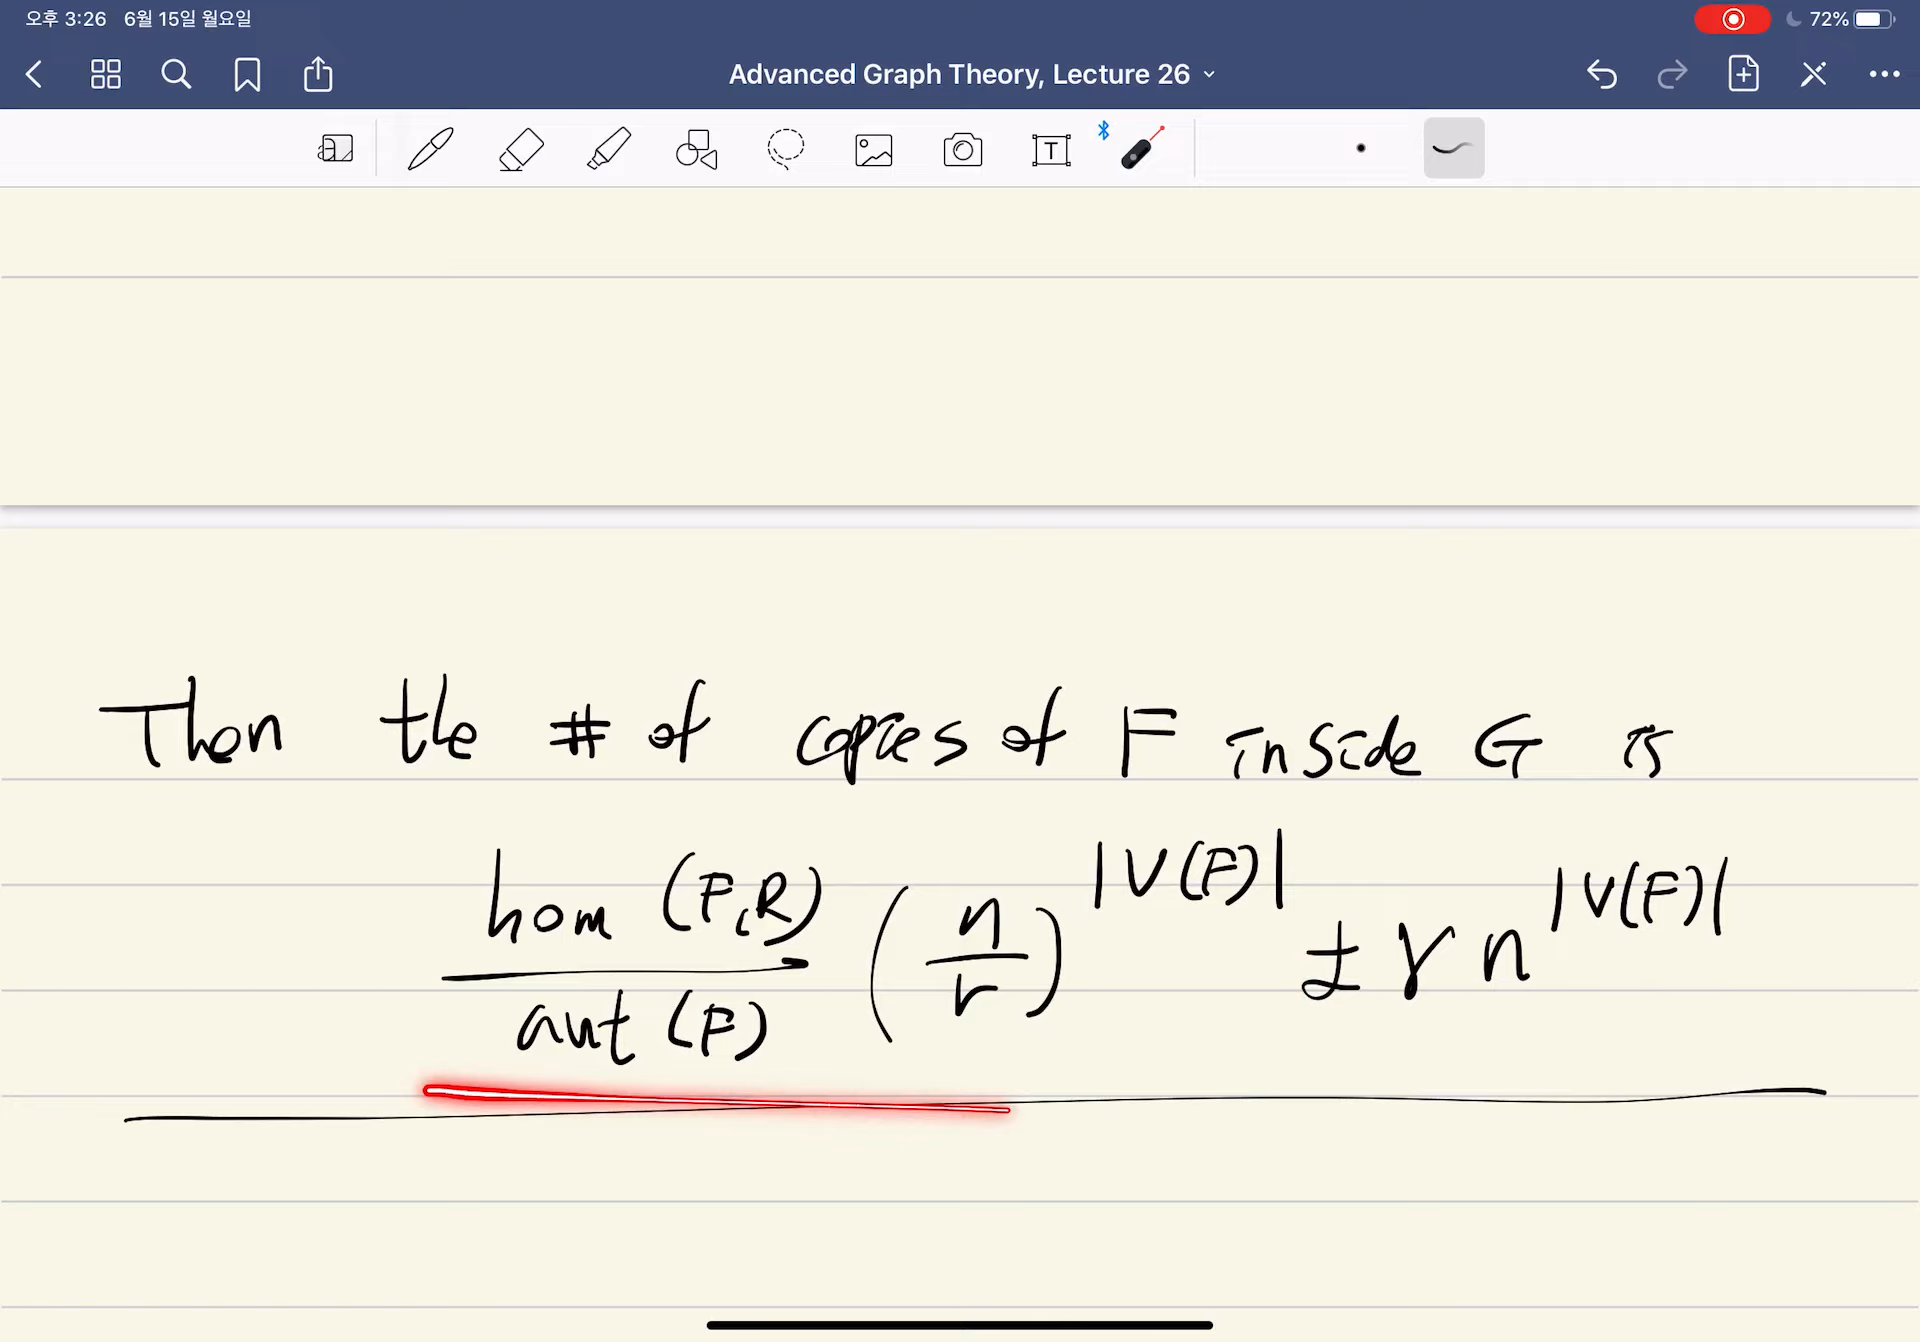 오후 3:26 6월 15일 월요일 72%
Advanced Graph Theory, Lecture 26
Then the # of copies of F inside G is
hom (F,R)
aut (F)
(n/r)^|V(F)| ± γ n^|V(F)|